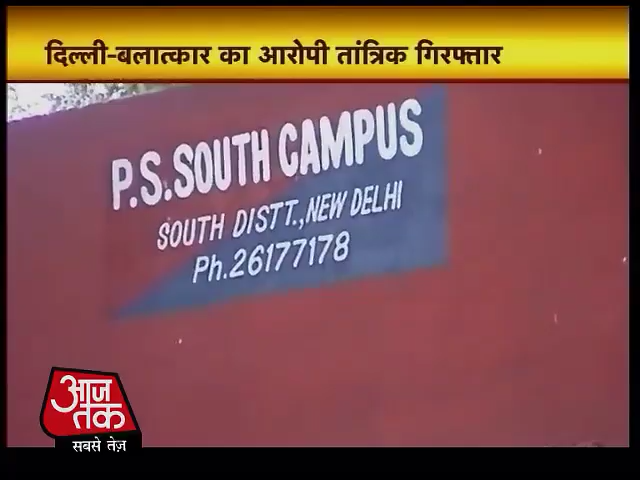 दिल्ली-बलात्कार का आरोपी तांत्रिक गिरफ्तार
P.S. SOUTH CAMPUS
SOUTH DISTT., NEW DELHI
Ph. 26177178
आज
तक
सबसे तेज़